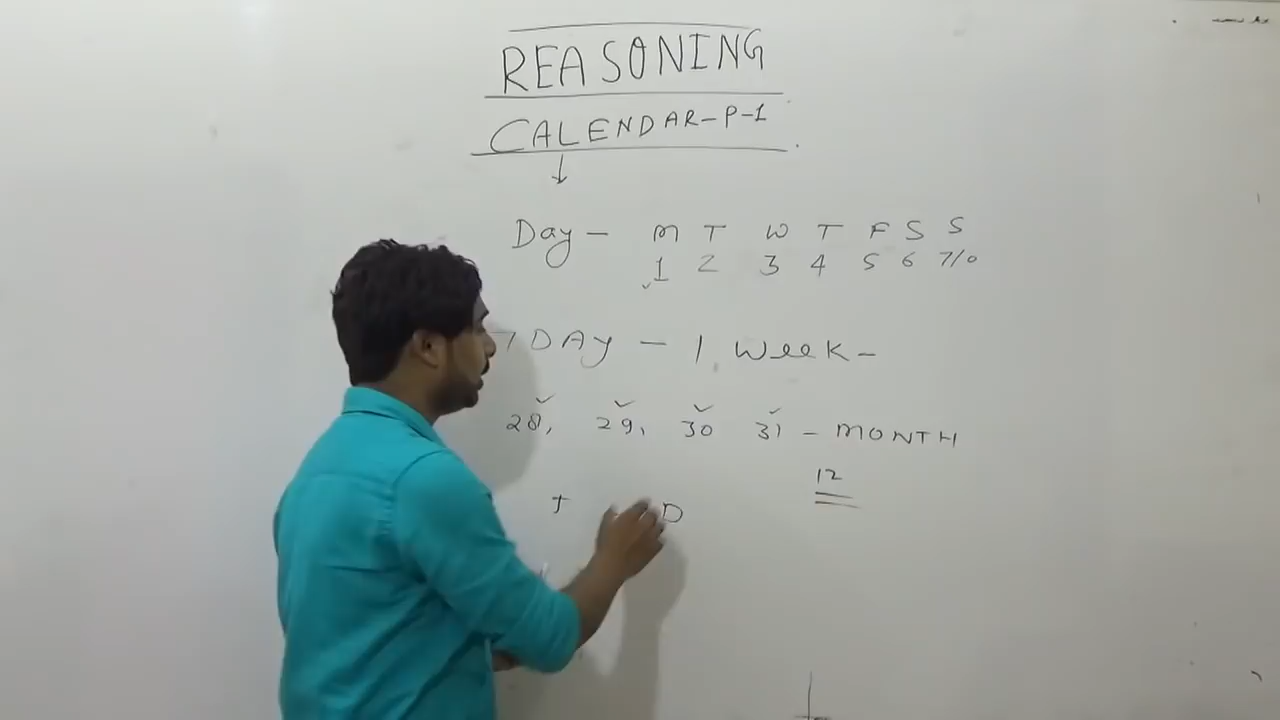 REASONING
CALENDAR-P-1
Day - M T W T F S S
1 2 3 4 5 6 7/0
7 DAY - 1 Week -
28, 29, 30 31 - MONTH
12
J D